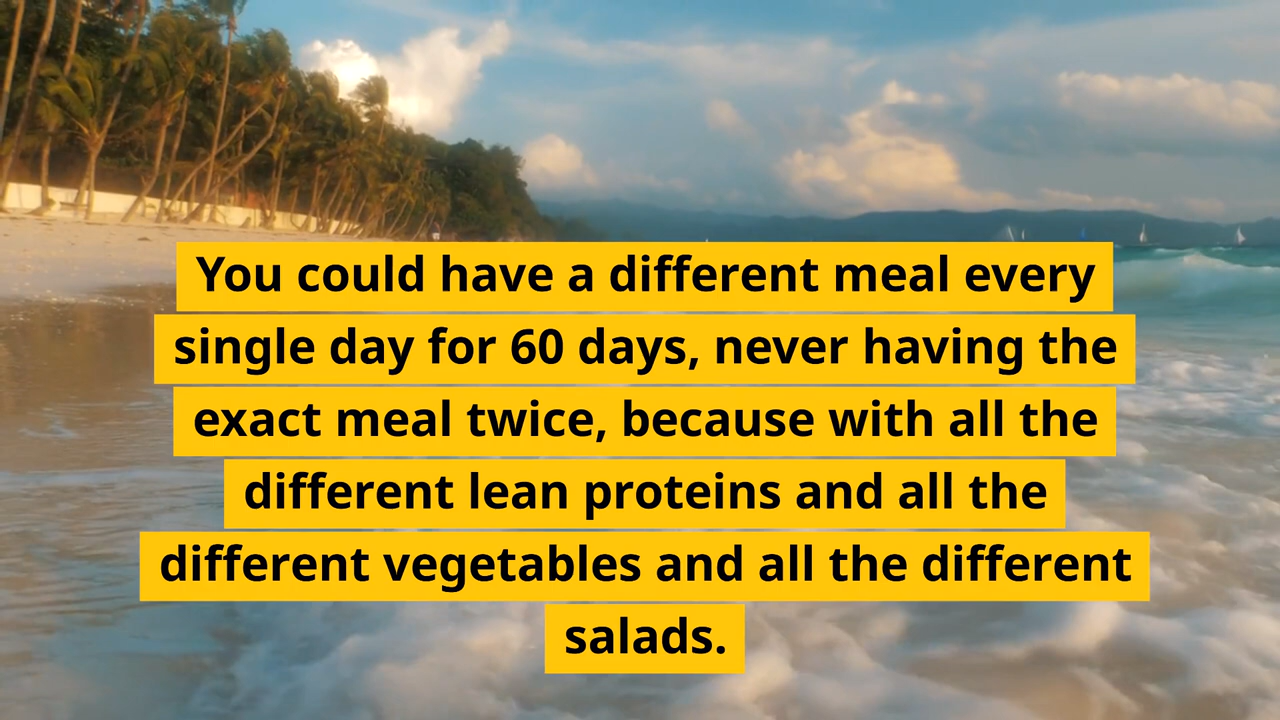 You could have a different meal every
single day for 60 days, never having the
exact meal twice, because with all the
different lean proteins and all the
different vegetables and all the different
salads.